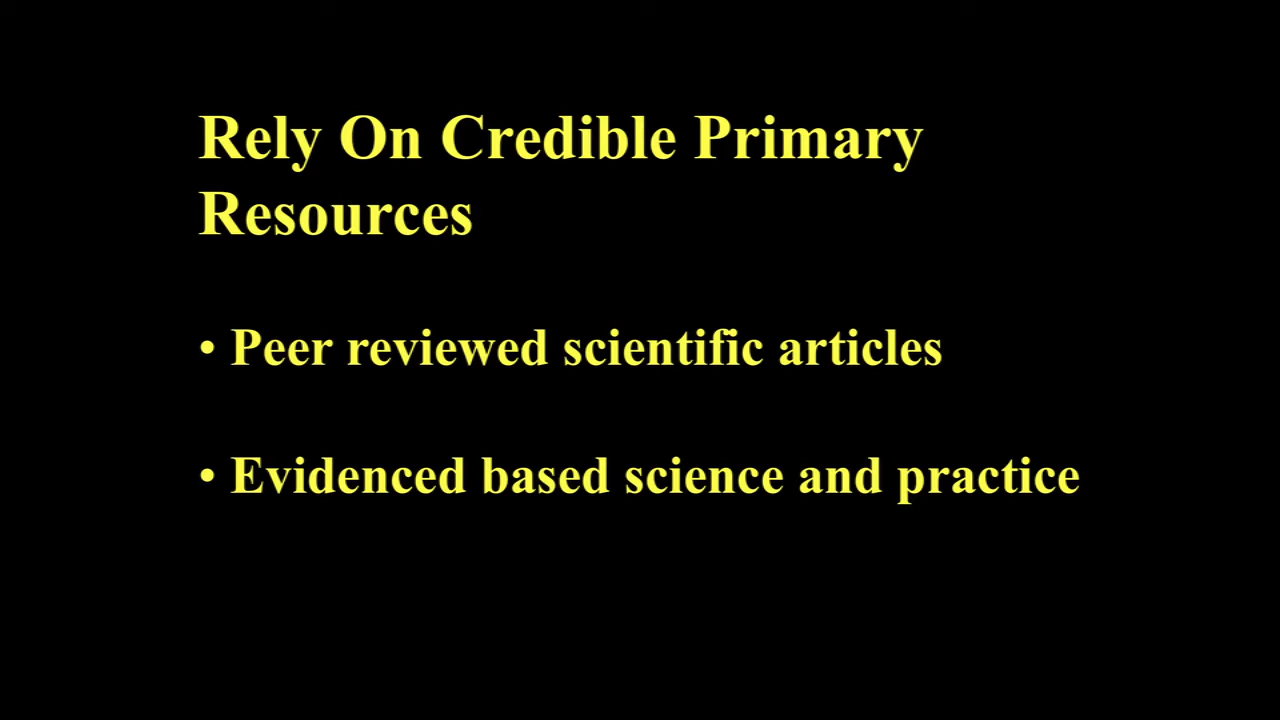 Rely On Credible Primary
Resources
• Peer reviewed scientific articles
• Evidenced based science and practice